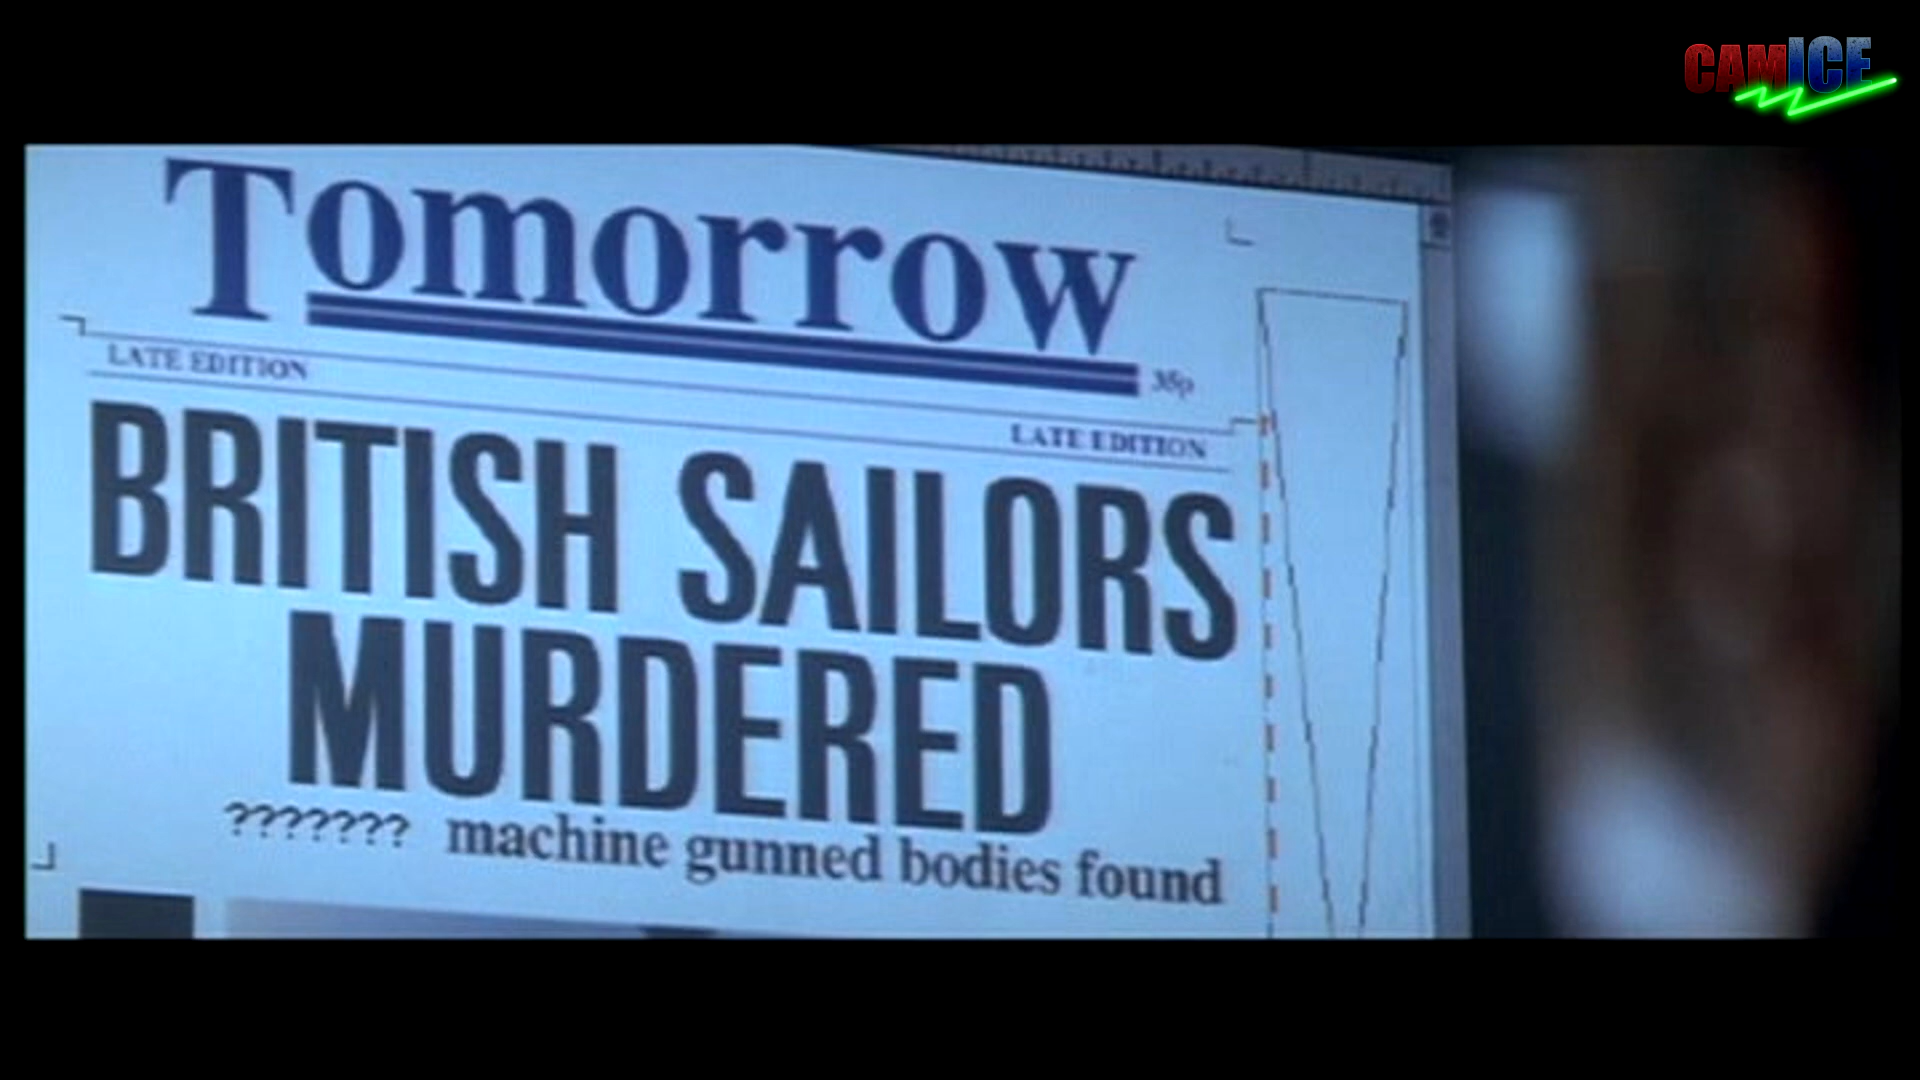 CAMICE
Tomorrow
35p
LATE EDITION
LATE EDITION
BRITISH SAILORS
MURDERED
??????? machine gunned bodies found